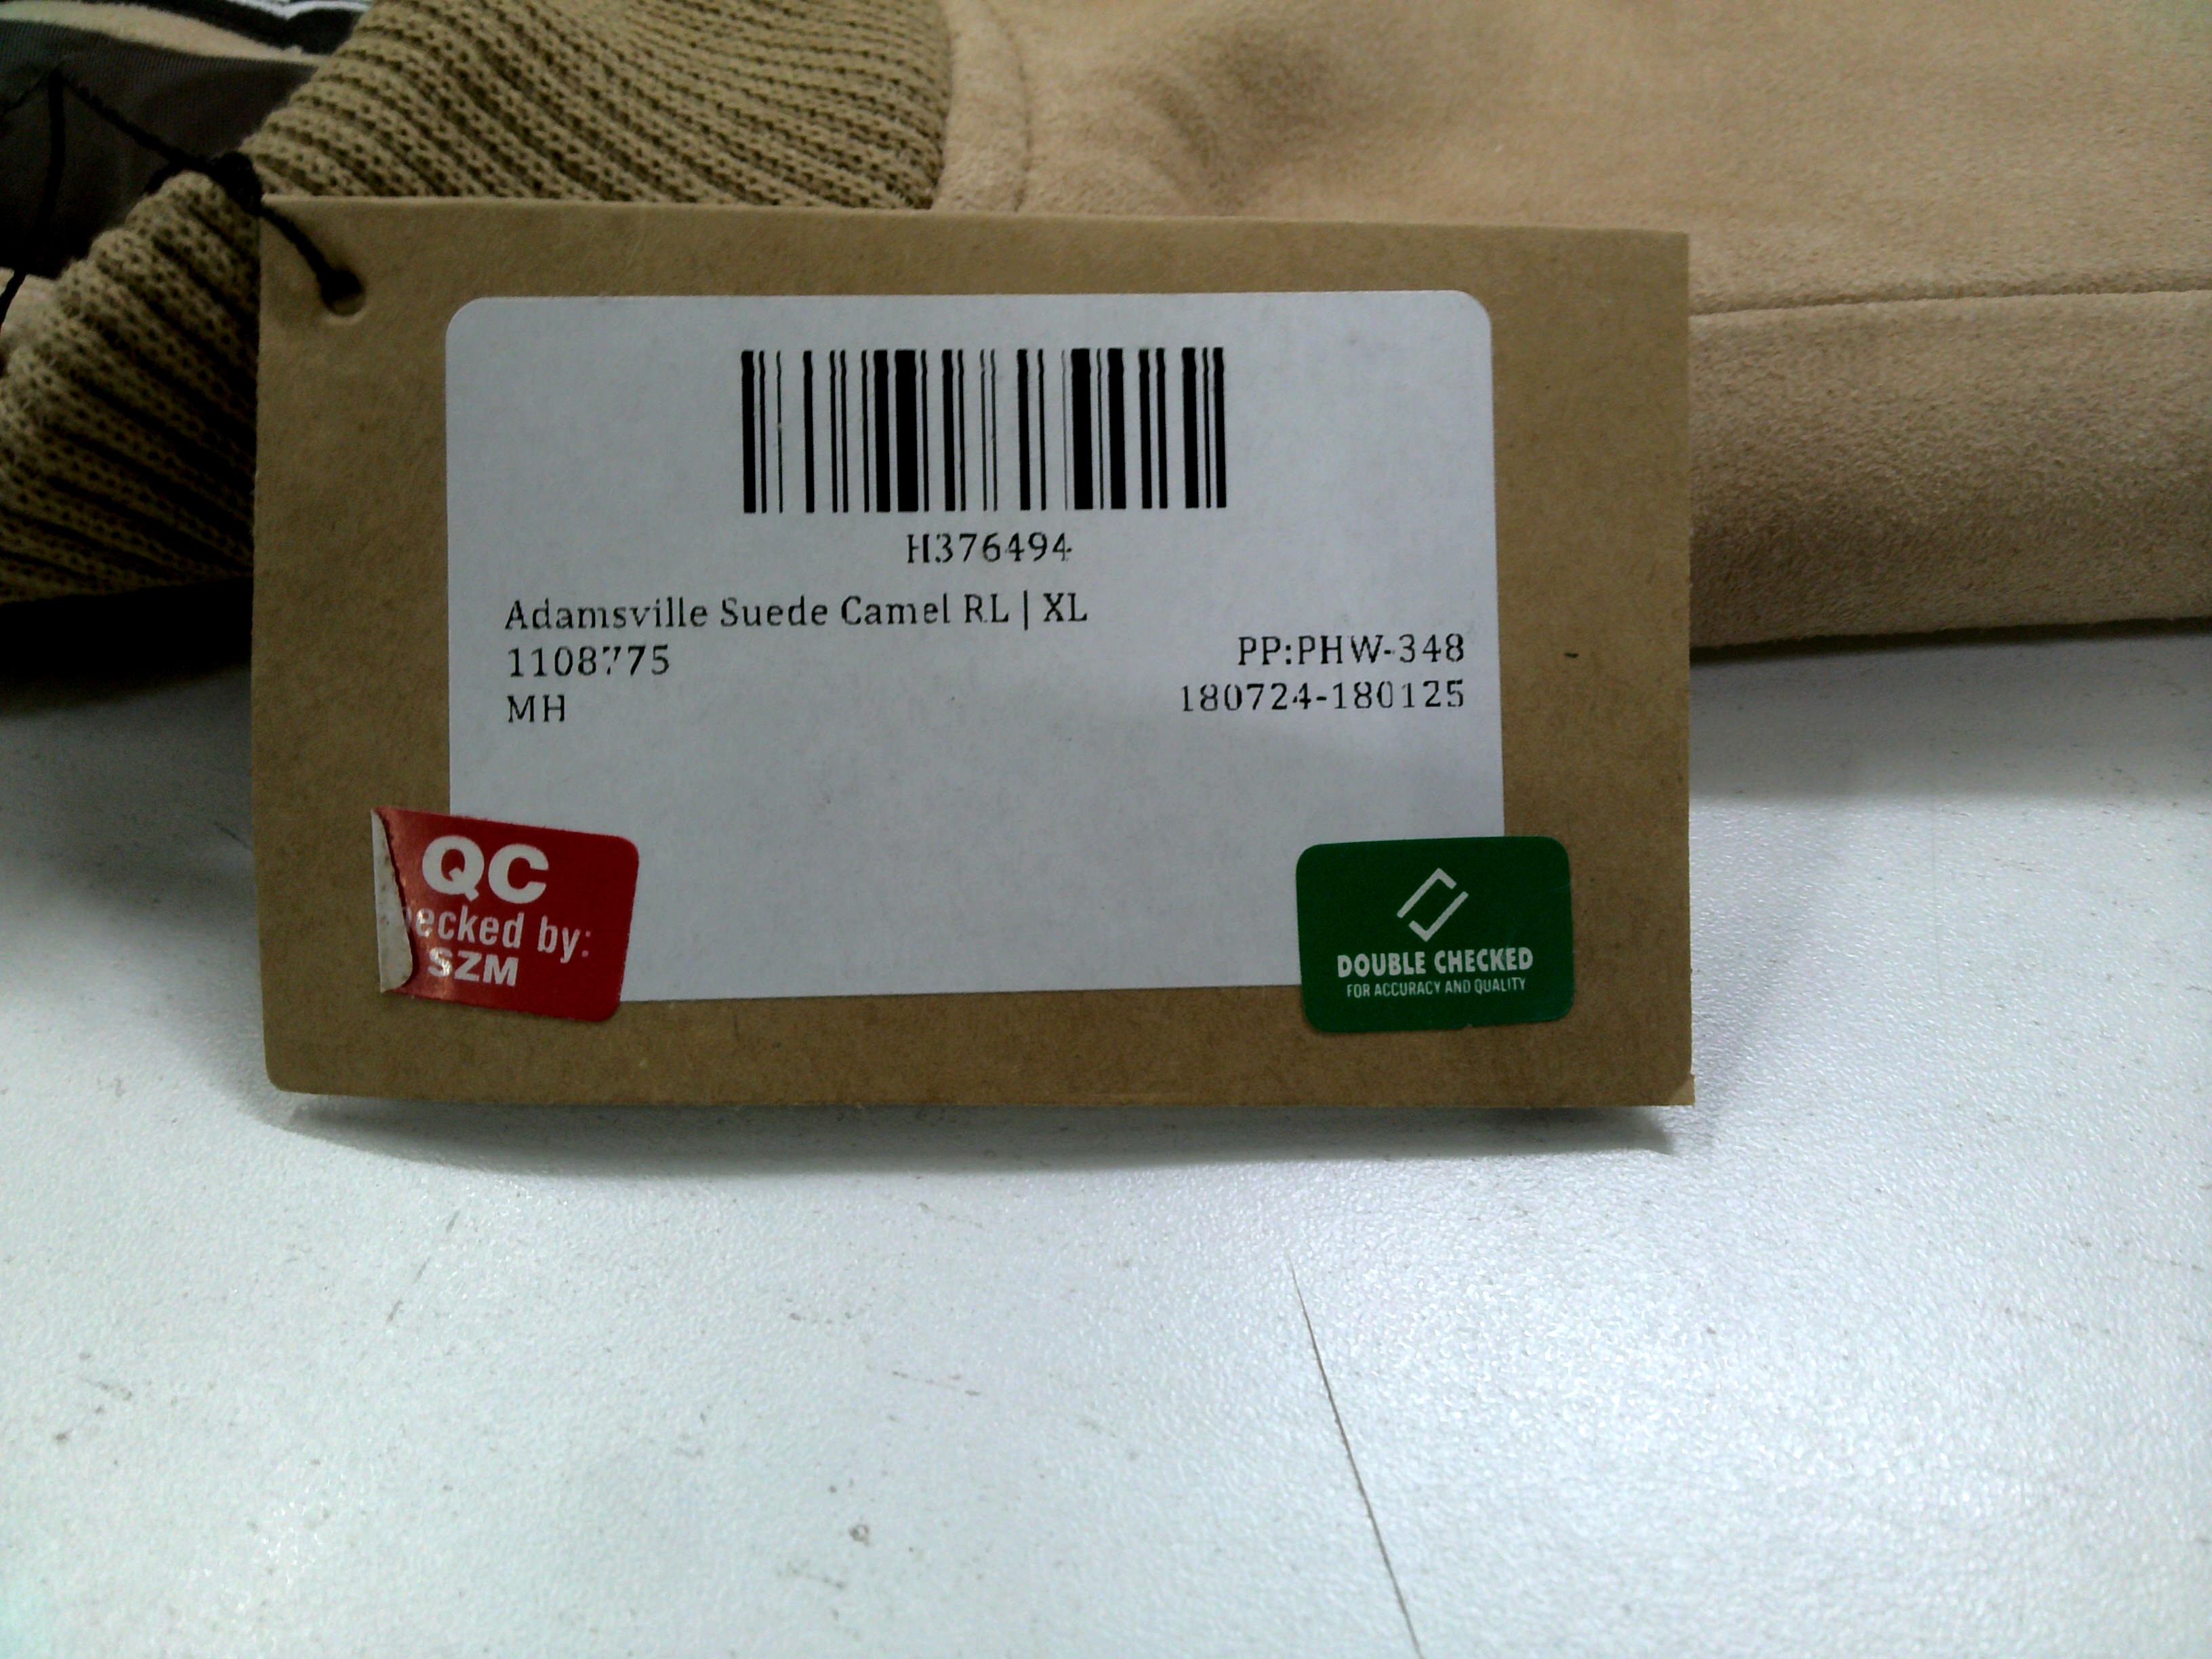 H376494
Adamsville Suede Camel RL | XL
1108775
PP:PHW-348
MH
180724-180125
QC
ecked by:
SZM
DOUBLE CHECKED
FOR ACCURACY AND QUALITY